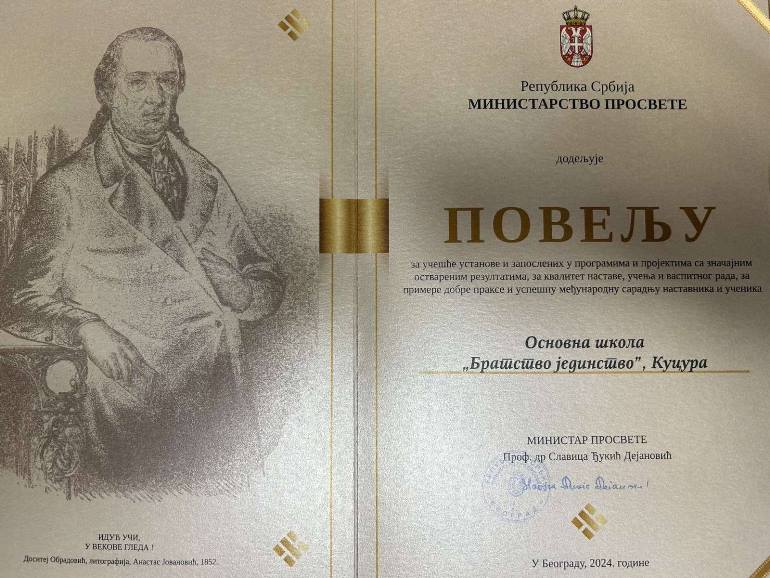 ИДУЋ УЧИ,
У ВЕКОВЕ ГЛЕДА !
Доситеј Обрадовић, литографија, Анастас Јовановић, 1852.
Република Србија
МИНИСТАРСТВО ПРОСВЕТЕ
додељује
ПОВЕЉУ
за учешће установе и запослених у програмима и пројектима са значајним
оствареним резултатима, за квалитет наставе, учења и васпитног рада, за
примере добре праксе и успешну међународну сарадњу наставника и ученика
Основна школа
„Братство јединство”, Куцура
МИНИСТАР ПРОСВЕТЕ
Проф. др Славица Ђукић Дејановић
У Београду, 2024. године